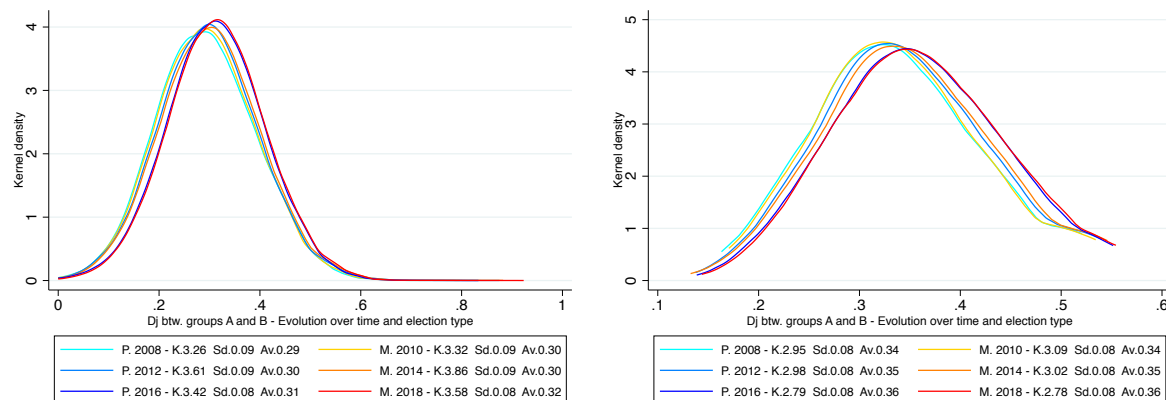 Kernel density
4
3
2
1
0
0
.2
.4
.6
.8
1
Dj btw. groups A and B - Evolution over time and election type
P. 2008 - K.3.26 Sd.0.09 Av.0.29
M. 2010 - K.3.32 Sd.0.09 Av.0.30
P. 2012 - K.3.61 Sd.0.09 Av.0.30
M. 2014 - K.3.86 Sd.0.09 Av.0.30
P. 2016 - K.3.42 Sd.0.08 Av.0.31
M. 2018 - K.3.58 Sd.0.08 Av.0.32
Kernel density
5
4
3
2
1
0
.1
.2
.3
.4
.5
.6
Dj btw. groups A and B - Evolution over time and election type
P. 2008 - K.2.95 Sd.0.08 Av.0.34
M. 2010 - K.3.09 Sd.0.08 Av.0.34
P. 2012 - K.2.98 Sd.0.08 Av.0.35
M. 2014 - K.3.02 Sd.0.08 Av.0.35
P. 2016 - K.2.79 Sd.0.08 Av.0.36
M. 2018 - K.2.78 Sd.0.08 Av.0.36